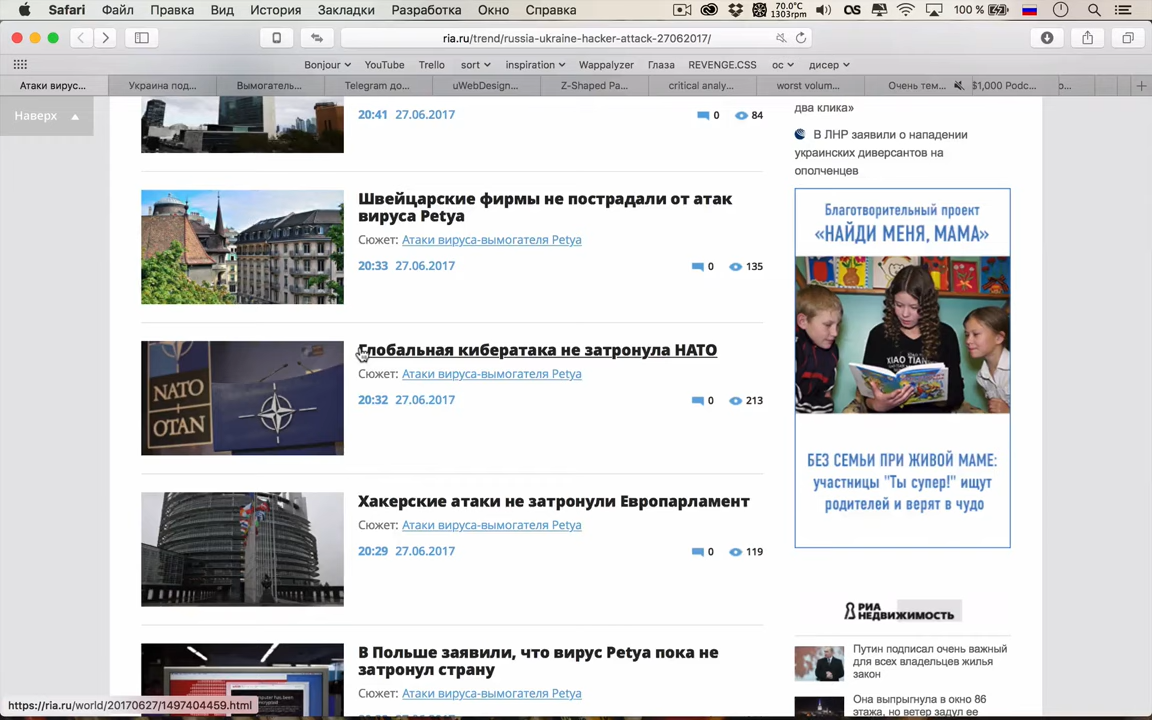 Safari Файл Правка Вид История Закладки Разработка Окно Справка
70.0°C
1303rpm
100 %
ria.ru/trend/russia-ukraine-hacker-attack-27062017/
Bonjour YouTube Trello sort inspiration Wappalyzer Глаза REVENGE.CSS ос дисер
Атаки вирус... Украина под... Вымогатель... Telegram до... uWebDesign... Z-Shaped Pa... critical analy... worst volum... Очень тем... $1,000 Podc...
Наверх
20:41 27.06.2017
0 84
Швейцарские фирмы не пострадали от атак
вируса Petya
Сюжет: Атаки вируса-вымогателя Petya
20:33 27.06.2017
0 135
NATO
OTAN
Глобальная кибератака не затронула НАТО
Сюжет: Атаки вируса-вымогателя Petya
20:32 27.06.2017
0 213
Хакерские атаки не затронули Европарламент
Сюжет: Атаки вируса-вымогателя Petya
20:29 27.06.2017
0 119
В Польше заявили, что вирус Petya пока не
затронул страну
Сюжет: Атаки вируса-вымогателя Petya
два клика»
В ЛНР заявили о нападении
украинских диверсантов на
ополченцев
Благотворительный проект
«НАЙДИ МЕНЯ, МАМА»
XIAO TIAN
БЕЗ СЕМЬИ ПРИ ЖИВОЙ МАМЕ:
участницы "Ты супер!" ищут
родителей и верят в чудо
РИА
НЕДВИЖИМОСТЬ
Путин подписал очень важный
для всех владельцев жилья
закон
Она выпрыгнула в окно 86
этажа, но ветер задул ее
https://ria.ru/world/20170627/1497404459.html